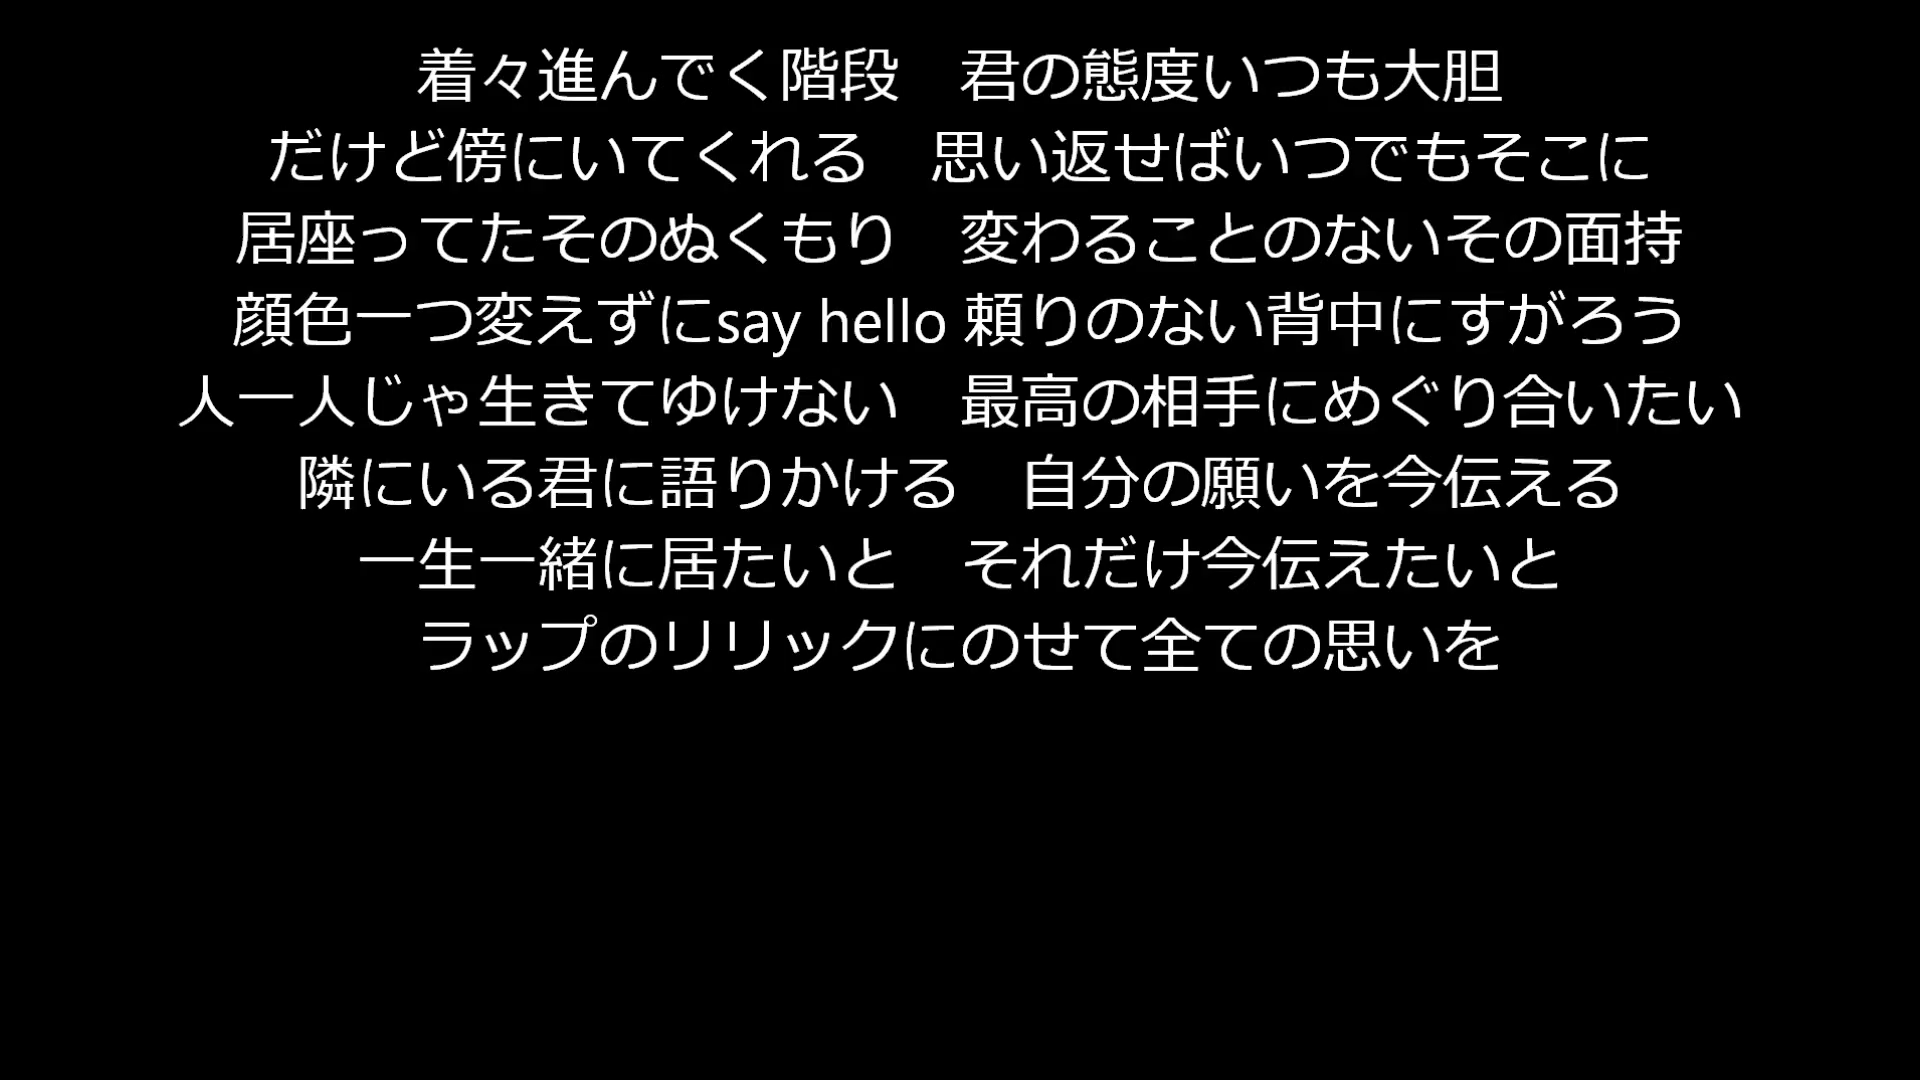 着々進んでく階段　君の態度いつも大胆
だけど傍にいてくれる　思い返せばいつでもそこに
居座ってたそのぬくもり　変わることのないその面持
顔色一つ変えずにsay hello 頼りのない背中にすがろう
人一人じゃ生きてゆけない　最高の相手にめぐり合いたい
隣にいる君に語りかける　自分の願いを今伝える
一生一緒に居たいと　それだけ今伝えたいと
ラップのリリックにのせて全ての思いを